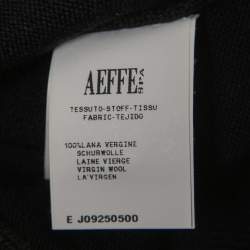 AEFFE SPA
TESSUTO-STOFF-TISSU
FABRIC-TEJIDO
100%LANA VERGINE
SCHURWOLLE
LAINE VIERGE
VIRGIN WOOL
LA'VIRGEN
E J09250500